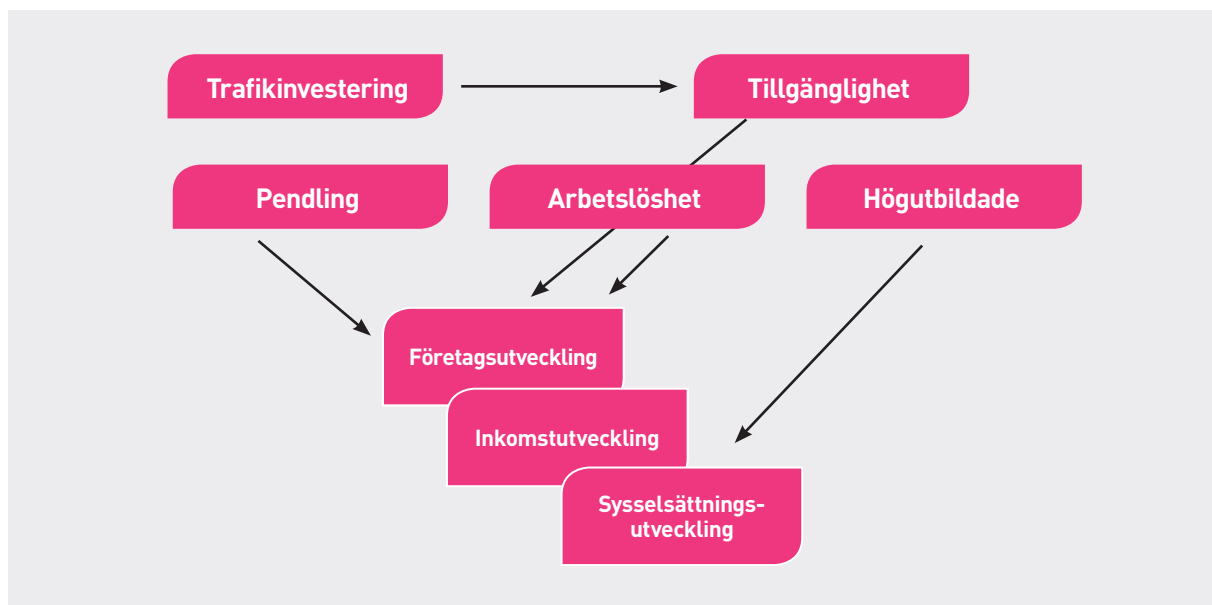 Trafikinvestering
Tillgänglighet
Pendling
Arbetslöshet
Högutbildade
Företagsutveckling
Inkomstutveckling
Sysselsättnings-
utveckling